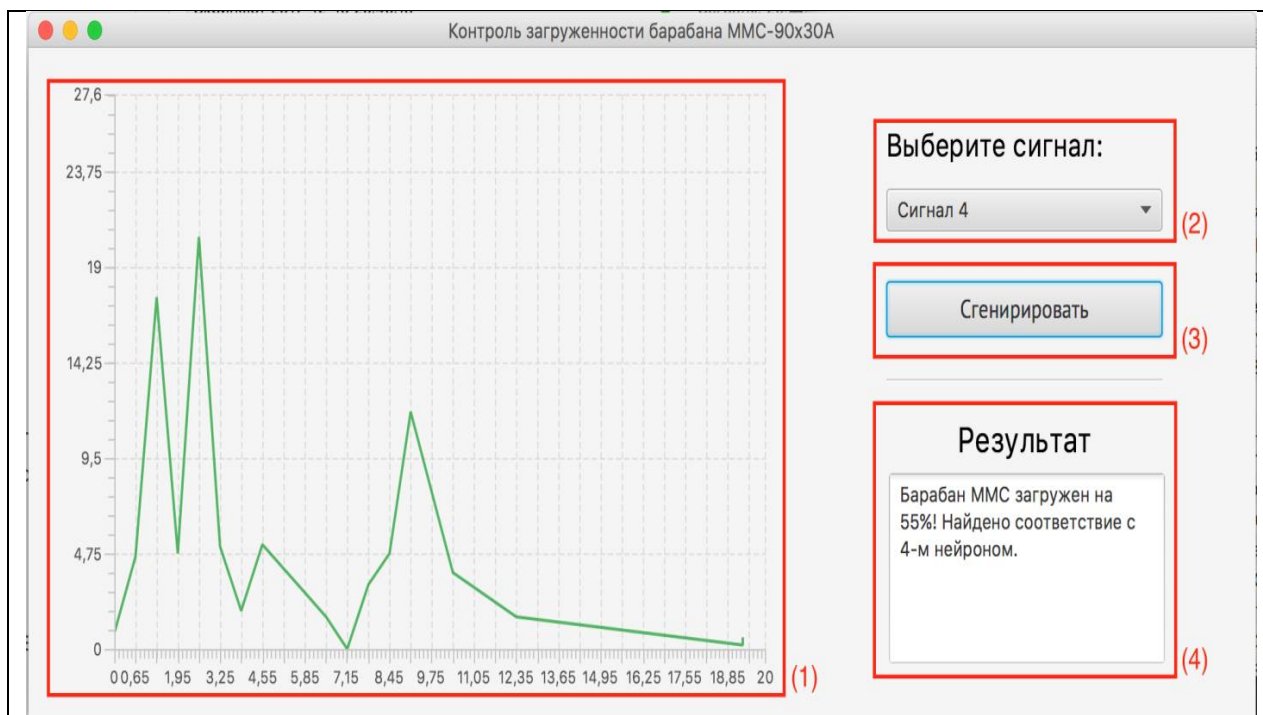 Контроль загруженности барабана ММС-90х30А
27,6
23,75
19
14,25
9,5
4,75
0
0 0,65 1,95 3,25 4,55 5,85 7,15 8,45 9,75 11,05 12,35 13,65 14,95 16,25 17,55 18,85 20
(1)
Выберите сигнал:
Сигнал 4
(2)
Сгенирировать
(3)
Результат
Барабан ММС загружен на
55%! Найдено соответствие с
4-м нейроном.
(4)